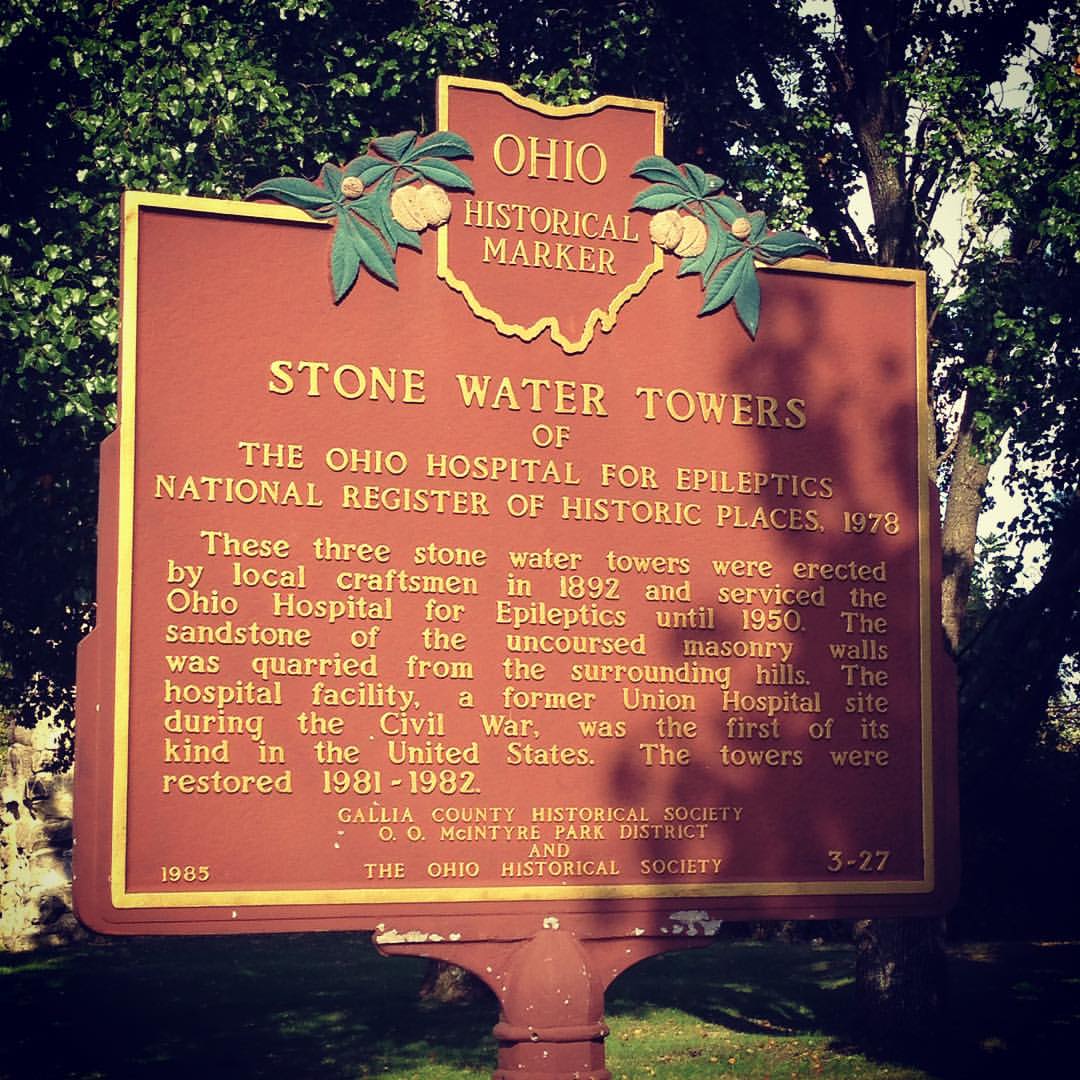 OHIO
HISTORICAL
MARKER
STONE WATER TOWERS
OF
THE OHIO HOSPITAL FOR EPILEPTICS
NATIONAL REGISTER OF HISTORIC PLACES, 1978
These three stone water towers were erected
by local craftsmen in 1892 and serviced the
Ohio Hospital for Epileptics until 1950. The
sandstone of the uncoursed masonry walls
was quarried from the surrounding hills. The
hospital facility, a former Union Hospital site
during the Civil War, was the first of its
kind in the United States. The towers were
restored 1981-1982.
GALLIA COUNTY HISTORICAL SOCIETY
O. O. McINTYRE PARK DISTRICT
AND
THE OHIO HISTORICAL SOCIETY
1985
3-27